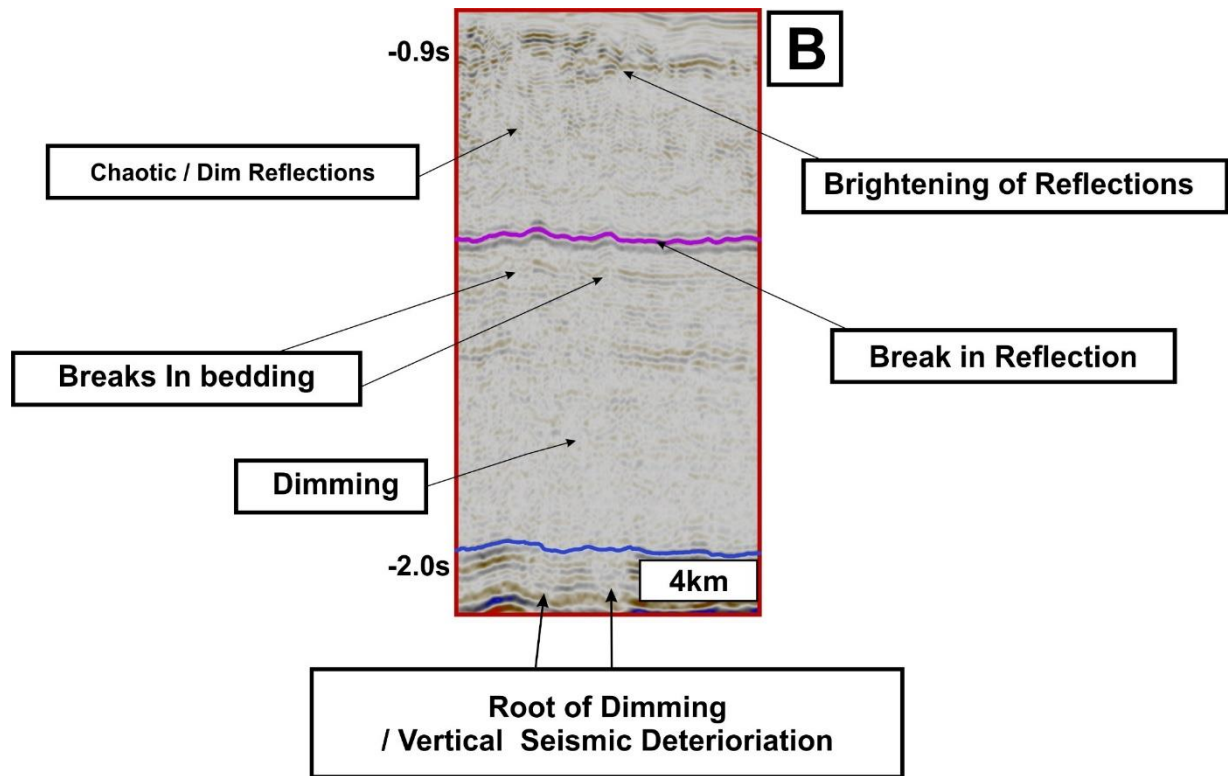 -0.9s
B
Chaotic / Dim Reflections
Brightening of Reflections
Breaks In bedding
Break in Reflection
Dimming
-2.0s
4km
Root of Dimming
/ Vertical Seismic Deterioriation